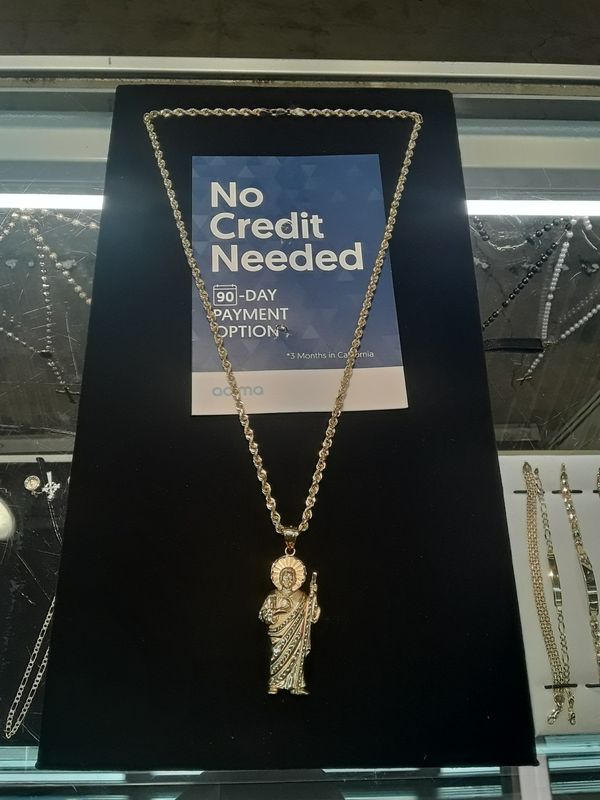 No
Credit
Needed
90-DAY
PAYMENT
OPTION
*3 Months in California
acima